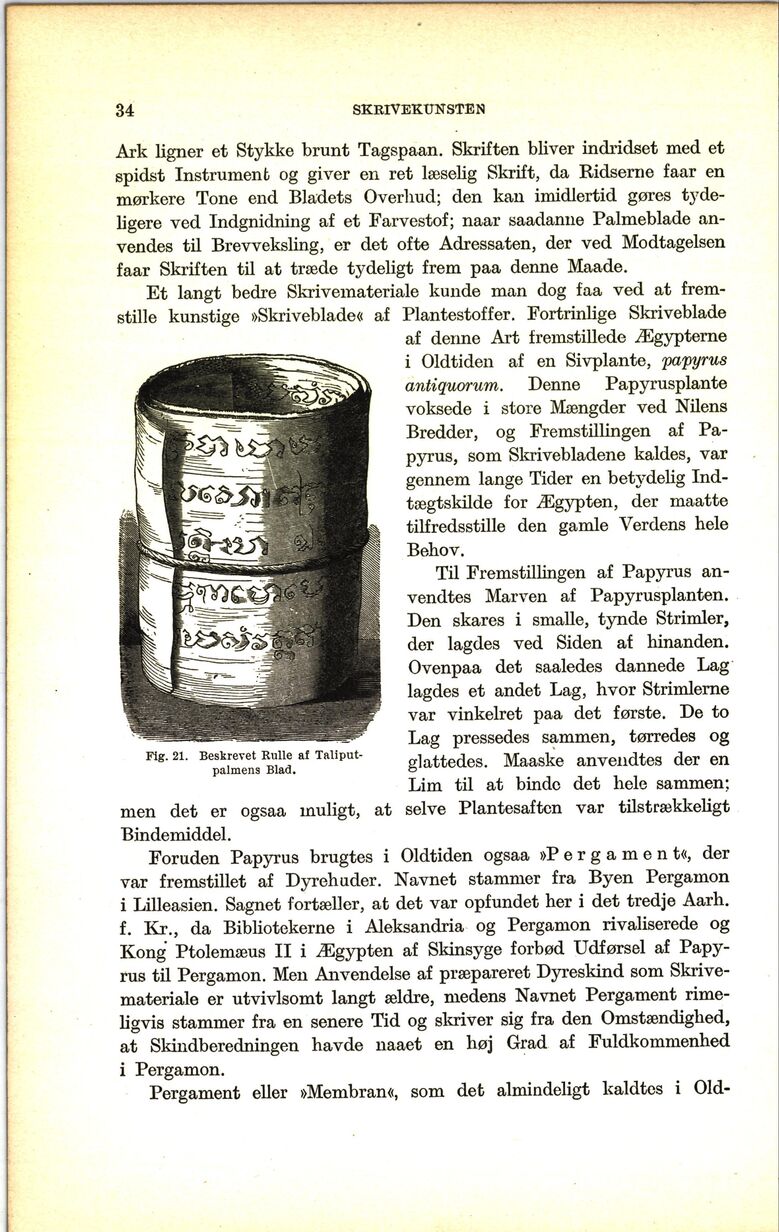 34
SKRIVEKUNSTEN
Ark ligner et Stykke brunt Tagspaan. Skriften bliver indridset med et
spidst Instrument og giver en ret læselig Skrift, da Ridserne faar en
mørkere Tone end Bladets Overhud; den kan imidlertid gøres tyde-
ligere ved Indgnidning af et Farvestof; naar saadanne Palmeblade an-
vendes til Brevveksling, er det ofte Adressaten, der ved Modtagelsen
faar Skriften til at træde tydeligt frem paa denne Maade.
Et langt bedre Skrivemateriale kunde man dog faa ved at frem-
stille kunstige »Skriveblade« af Plantestoffer. Fortrinlige Skriveblade
af denne Art fremstillede Ægypterne
i Oldtiden af en Sivplante, papyrus
antiquorum. Denne Papyrusplante
voksede i store Mængder ved Nilens
Bredder, og Fremstillingen af Pa-
pyrus, som Skrivebladene kaldes, var
gennem lange Tider en betydelig Ind-
tægtskilde for Ægypten, der maatte
tilfredsstille den gamle Verdens hele
Behov.
Til Fremstillingen af Papyrus an-
vendtes Marven af Papyrusplanten.
Den skares i smalle, tynde Strimler,
der lagdes ved Siden af hinanden.
Ovenpaa det saaledes dannede Lag
lagdes et andet Lag, hvor Strimlerne
var vinkelret paa det første. De to
Lag pressedes sammen, tørredes og
glattedes. Maaske anvendtes der en
Lim til at binde det hele sammen;
Fig. 21. Beskrevet Rulle af Taliput-
palmens Blad.
men det er ogsaa muligt, at selve Plantesaften var tilstrækkeligt
Bindemiddel.
Foruden Papyrus brugtes i Oldtiden ogsaa »Pergament«, der
var fremstillet af Dyrehuder. Navnet stammer fra Byen Pergamon
i Lilleasien. Sagnet fortæller, at det var opfundet her i det tredje Aarh.
f. Kr., da Bibliotekerne i Aleksandria og Pergamon rivaliserede og
Kong Ptolemæus II i Ægypten af Skinsyge forbød Udførsel af Papy-
rus til Pergamon. Men Anvendelse af præpareret Dyreskind som Skrive-
materiale er utvivlsomt langt ældre, medens Navnet Pergament rime-
ligvis stammer fra en senere Tid og skriver sig fra den Omstændighed,
at Skindberedningen havde naaet en høj Grad af Fuldkommenhed
i Pergamon.
Pergament eller »Membran«, som det almindeligt kaldtes i Old-